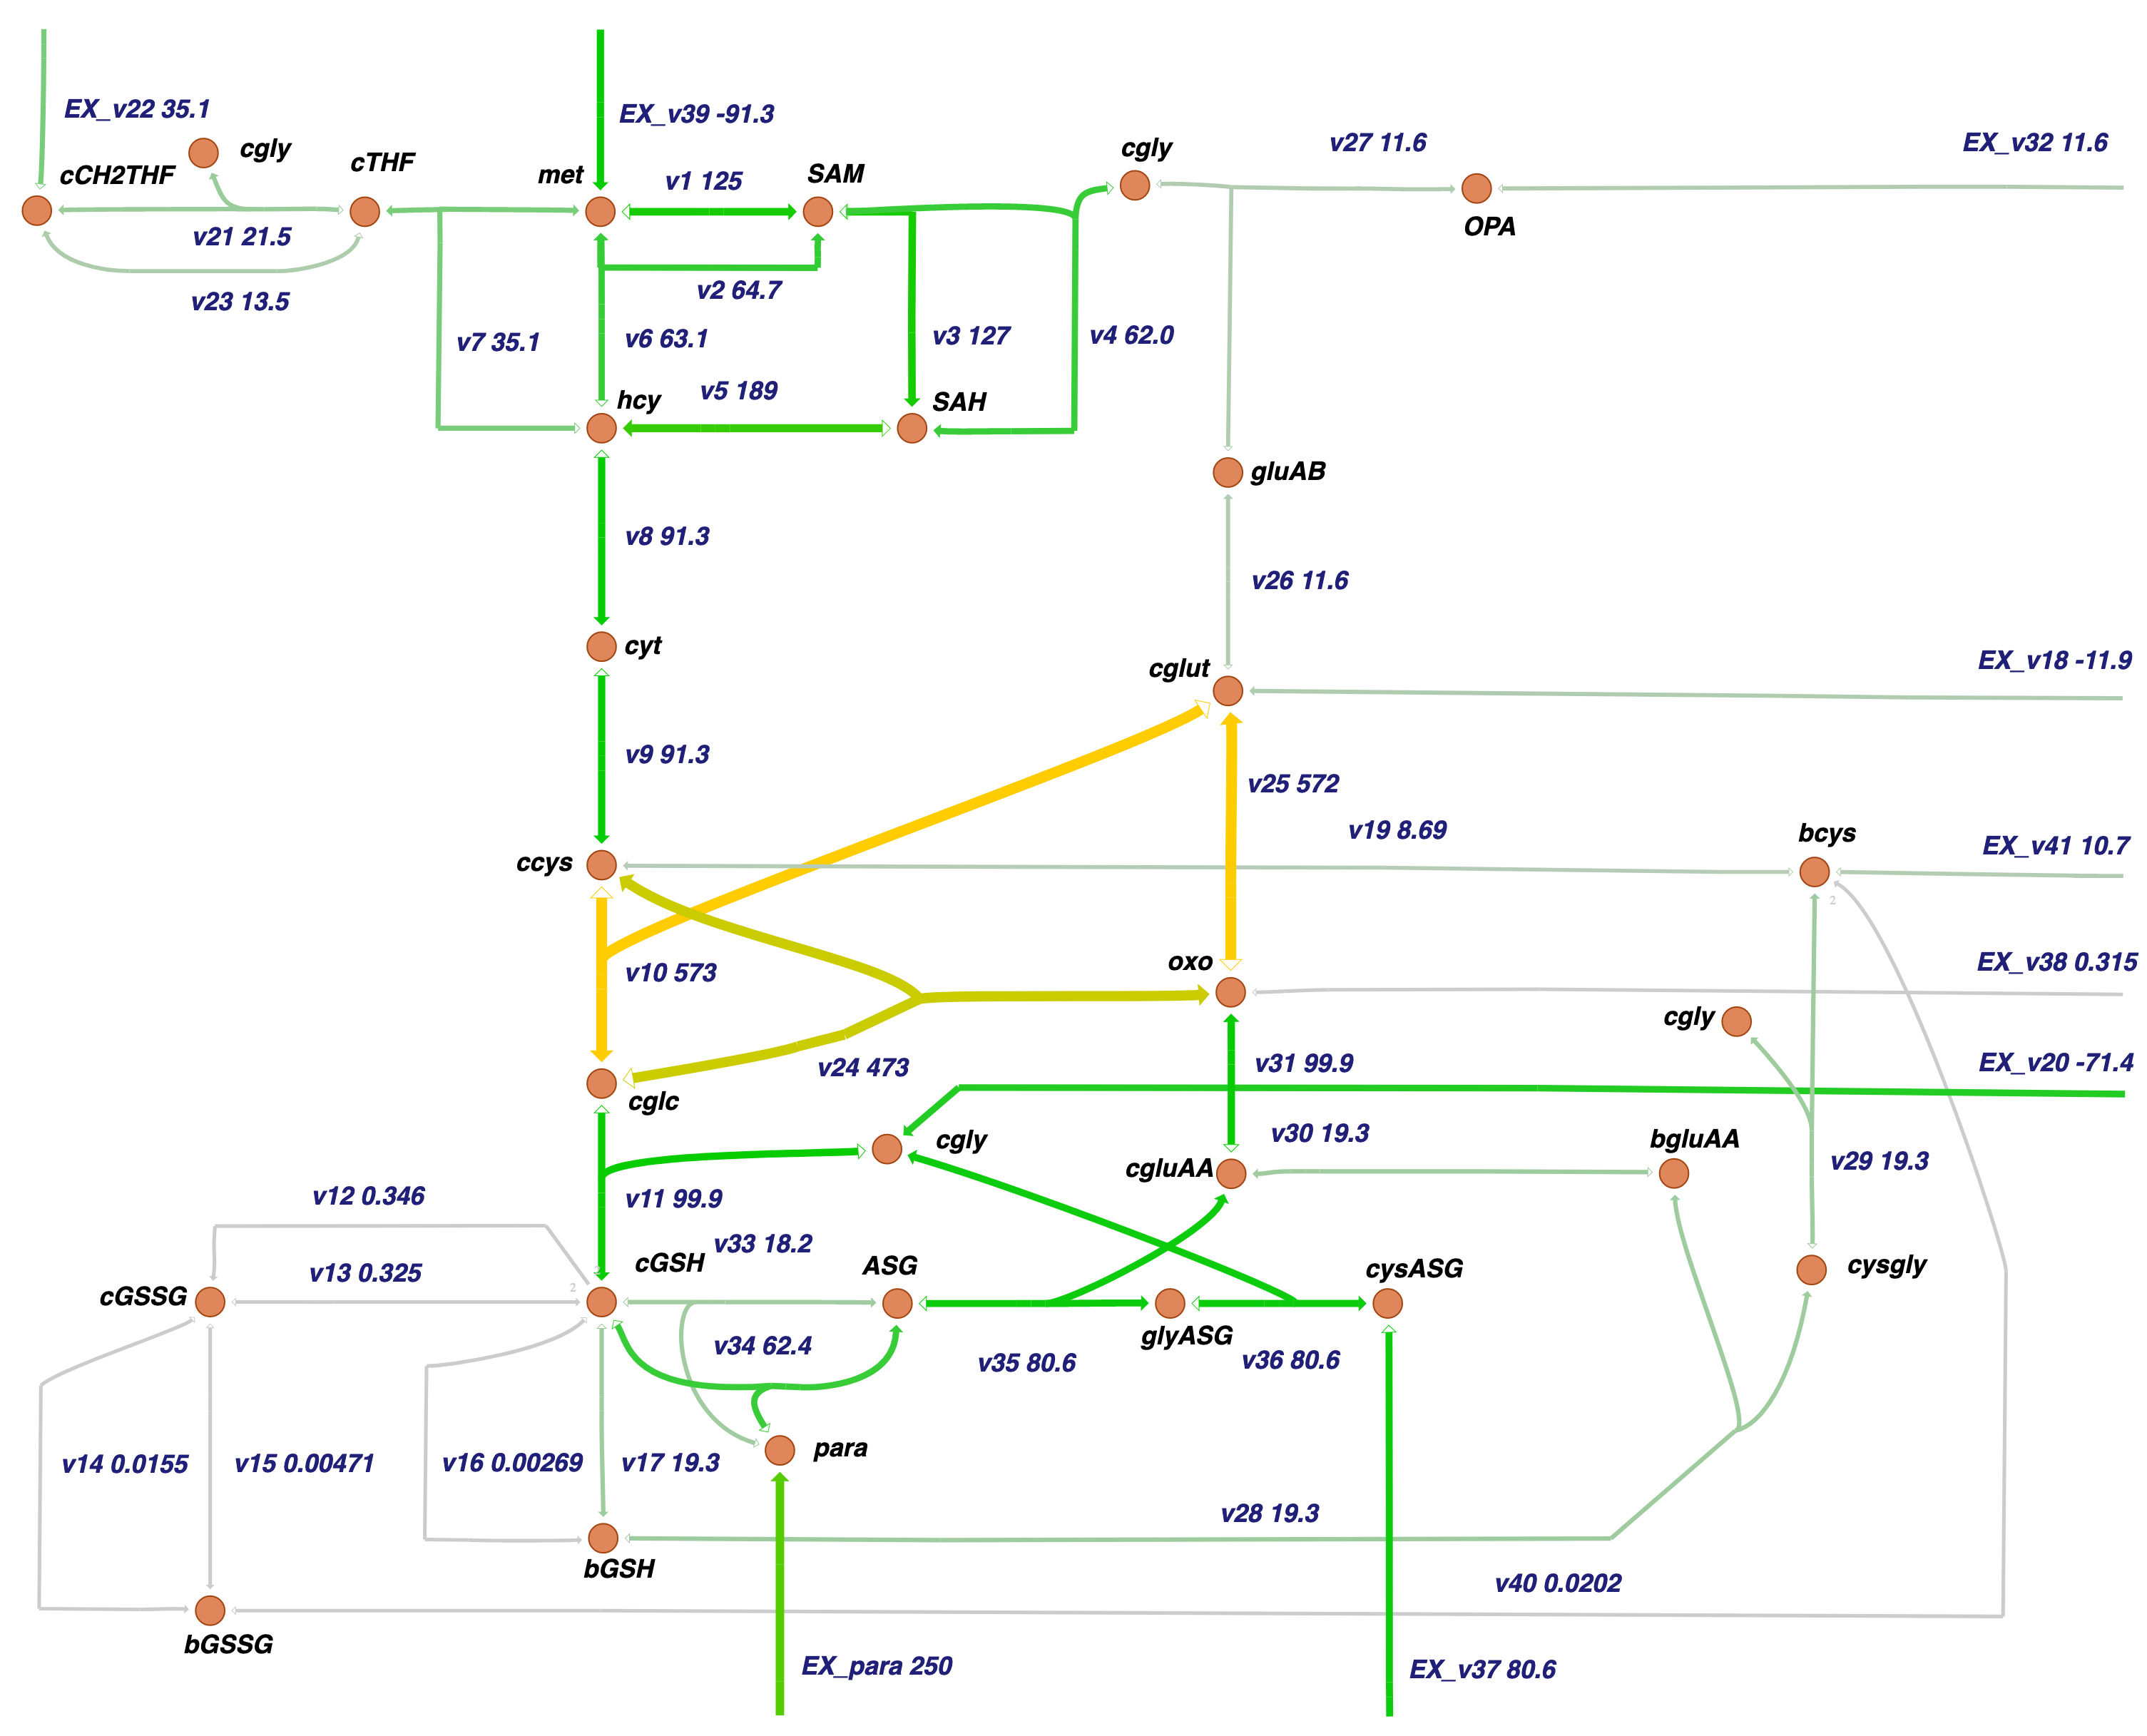 EX_v22 35.1
EX_v39 -91.3
cgly
cTHF
cCH2THF
met
v1 125
SAM
cgly
v27 11.6
EX_v32 11.6
OPA
v21 21.5
v23 13.5
v2 64.7
v7 35.1
v6 63.1
v3 127
v4 62.0
hcy
v5 189
SAH
gluAB
v8 91.3
v26 11.6
cyt
cglut
EX_v18 -11.9
v9 91.3
v25 572
v19 8.69
bcys
EX_v41 10.7
ccys
2
v10 573
oxo
EX_v38 0.315
cgly
v24 473
v31 99.9
EX_v20 -71.4
cglc
cgly
v30 19.3
bgluAA
cgluAA
v29 19.3
v12 0.346
v11 99.9
v33 18.2
v13 0.325
cGSH
ASG
cysASG
cysgly
cGSSG
2
2
glyASG
v34 62.4
v35 80.6
v36 80.6
para
v14 0.0155
v15 0.00471
v16 0.00269
v17 19.3
v28 19.3
bGSH
v40 0.0202
bGSSG
EX_para 250
EX_v37 80.6